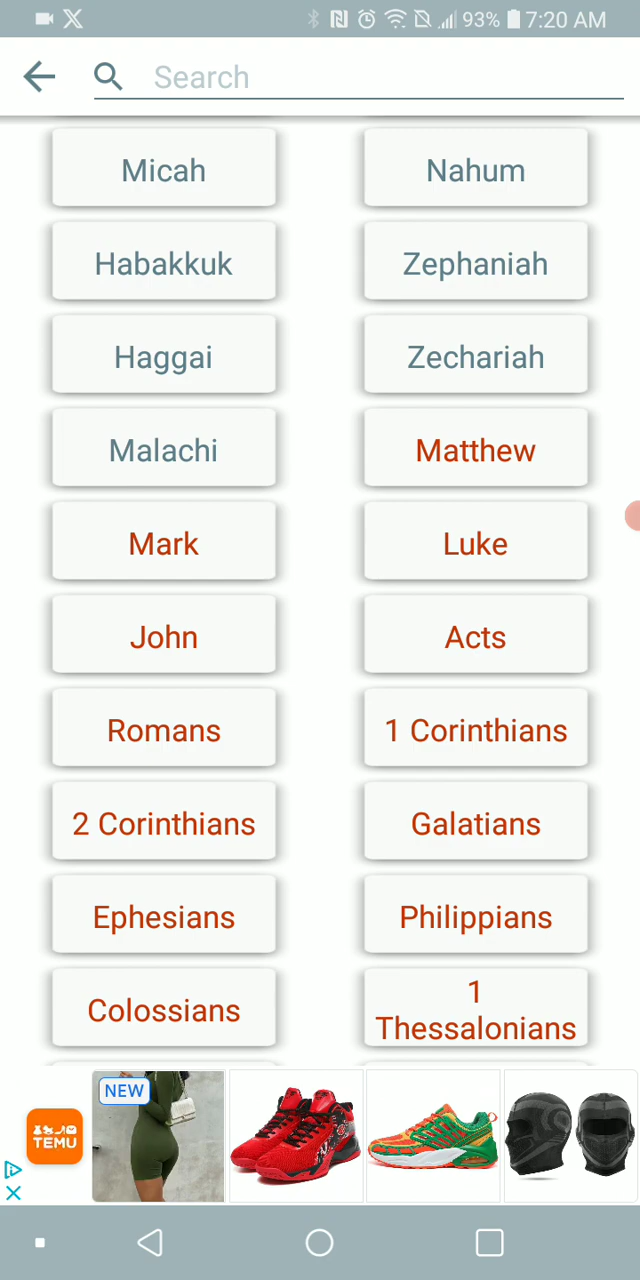 93% 7:20 AM
Search
Micah
Nahum
Habakkuk
Zephaniah
Haggai
Zechariah
Malachi
Matthew
Mark
Luke
John
Acts
Romans
1 Corinthians
2 Corinthians
Galatians
Ephesians
Philippians
Colossians
1
Thessalonians
NEW
TEMU